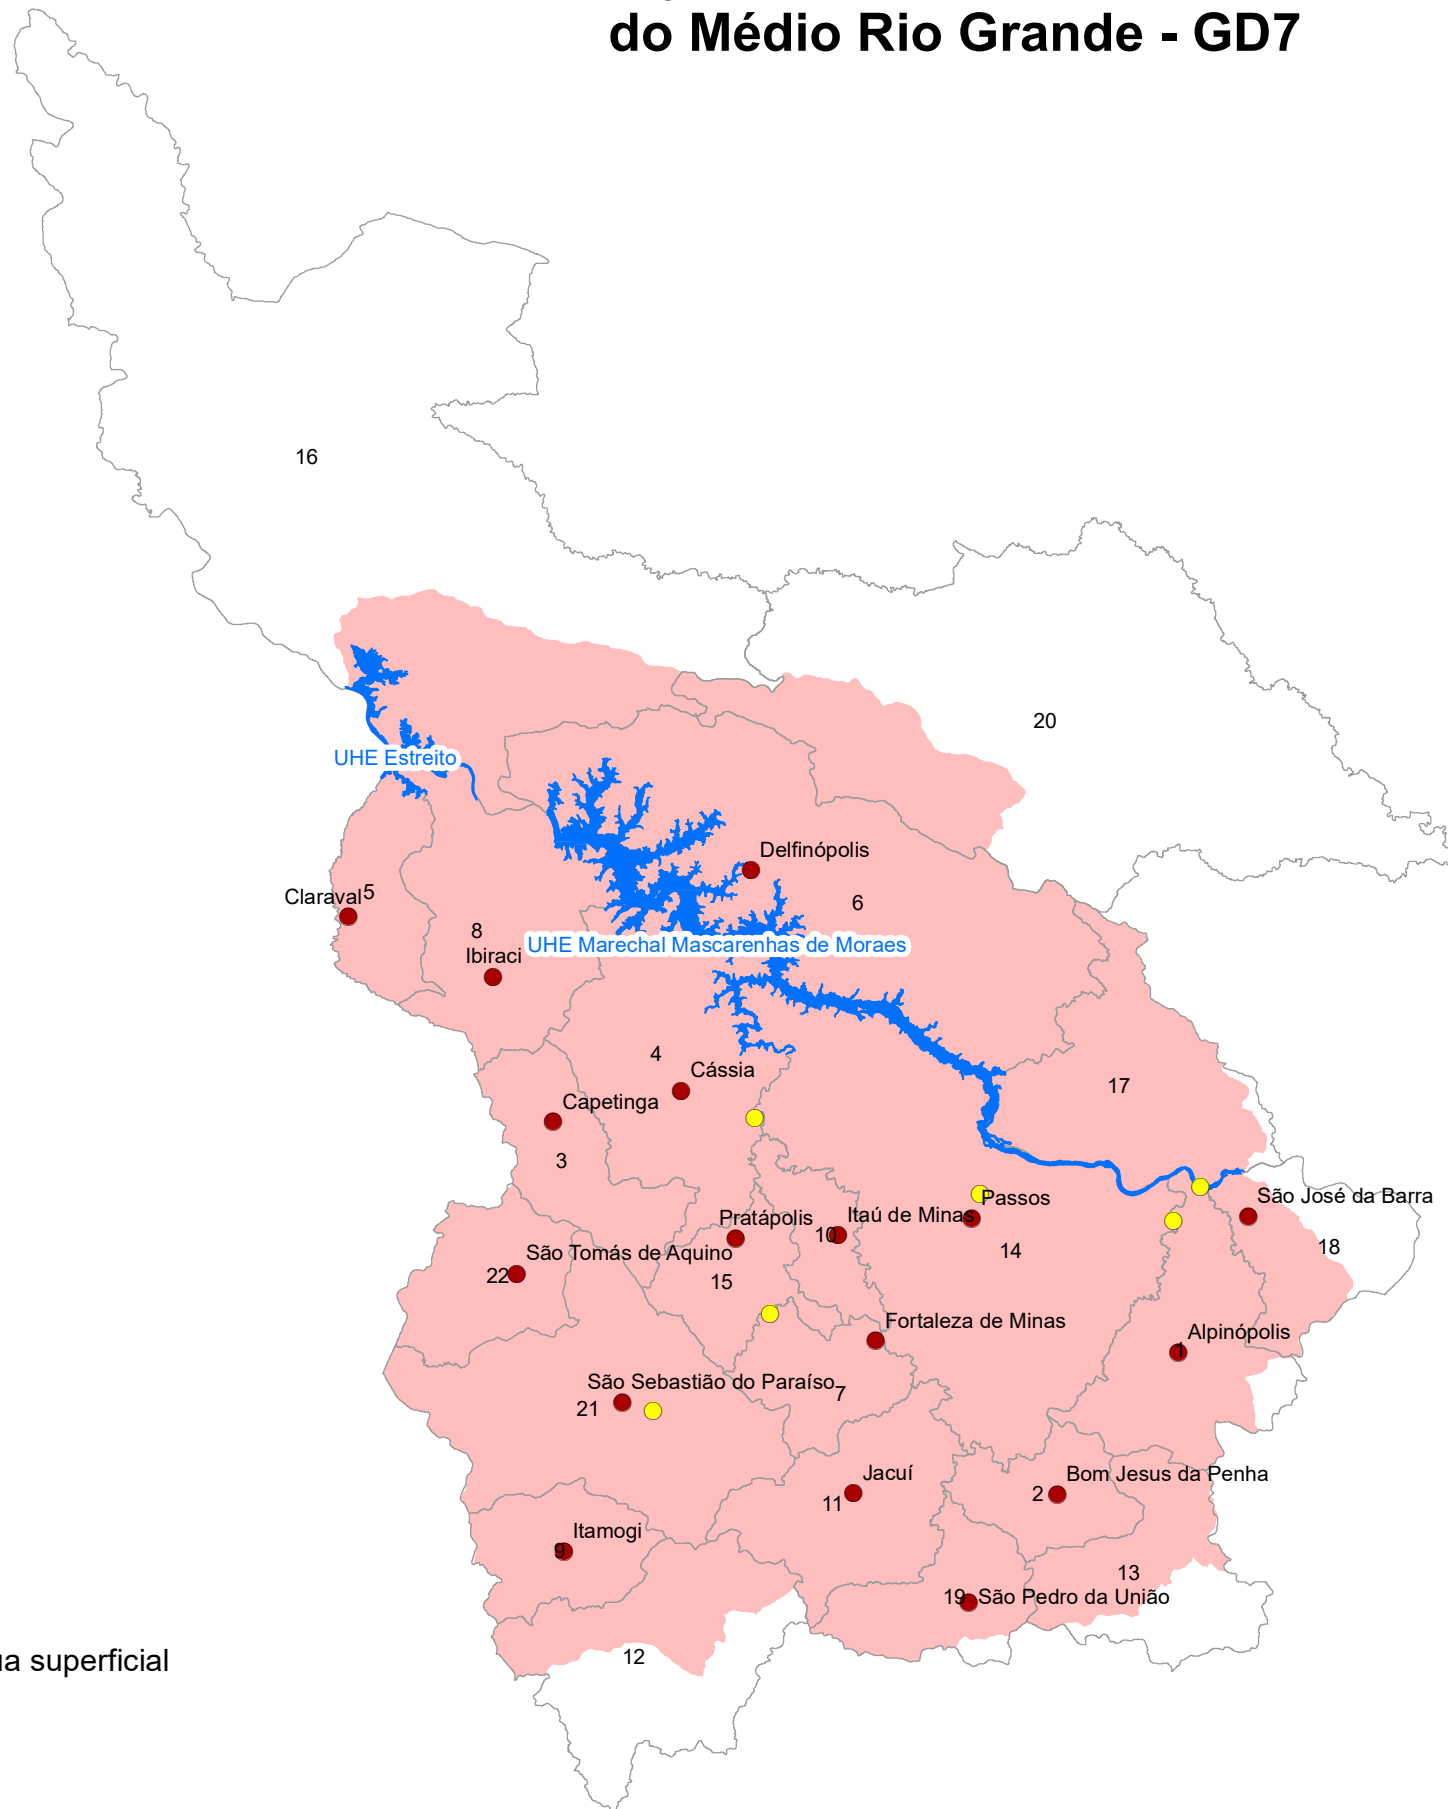 do Médio Rio Grande - GD7
16
20
UHE Estreito
Delfinópolis
Claraval
5
6
8
Ibiraci
UHE Marechal Mascarenhas de Moraes
4
Cássia
17
Capetinga
3
Passos
São José da Barra
Pratápolis
Itaú de Minas
10
14
18
São Tomás de Aquino
22
15
Fortaleza de Minas
Alpinópolis
1
São Sebastião do Paraíso
7
21
Jacuí
Bom Jesus da Penha
11
2
Itamogi
9
13
19
São Pedro da União
12
superficial